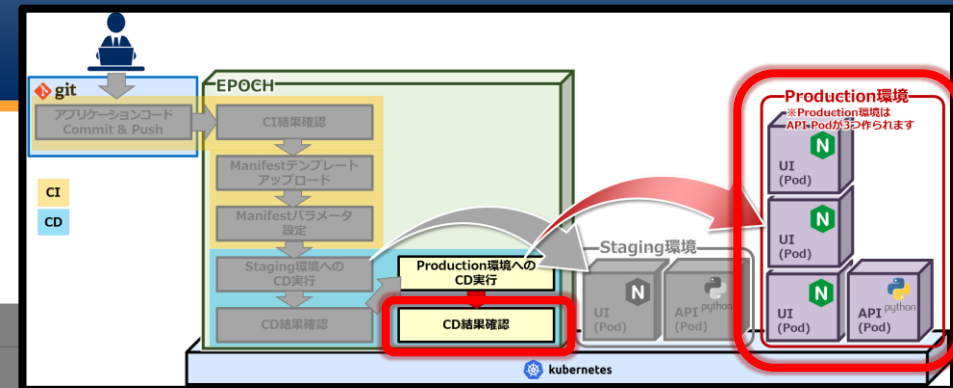 git
アプリケーションコード
Commit & Push
CI
CD
EPOCH
CI結果確認
Manifestテンプレート
アップロード
Manifestパラメータ
設定
Staging環境への
CD実行
CD結果確認
Production環境への
CD実行
CD結果確認
Staging環境
N
UI
(Pod)
python
API
(Pod)
Production環境
※Production環境は
API Podが3つ作られます
N
UI
(Pod)
N
UI
(Pod)
N
UI
(Pod)
python
API
(Pod)
kubernetes